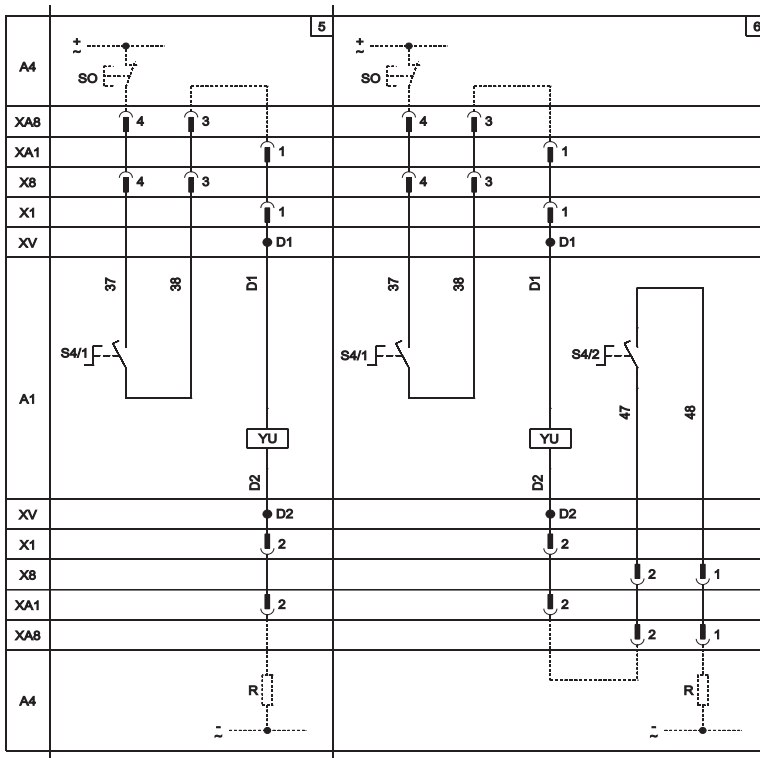 5 6
+ +
~ ~
A4 SO SO
XA8 4 3 4 3
XA1 1 1
X8 4 3 4 3
X1 1 1
XV D1 D1
37 38 D1 37 38 D1
S4/1 S4/1 S4/2
A1 47 48
YU YU
D2 D2
XV D2 D2
X1 2 2
X8 2 1
XA1 2 2
XA8 2 1
A4 R R
- -
~ ~